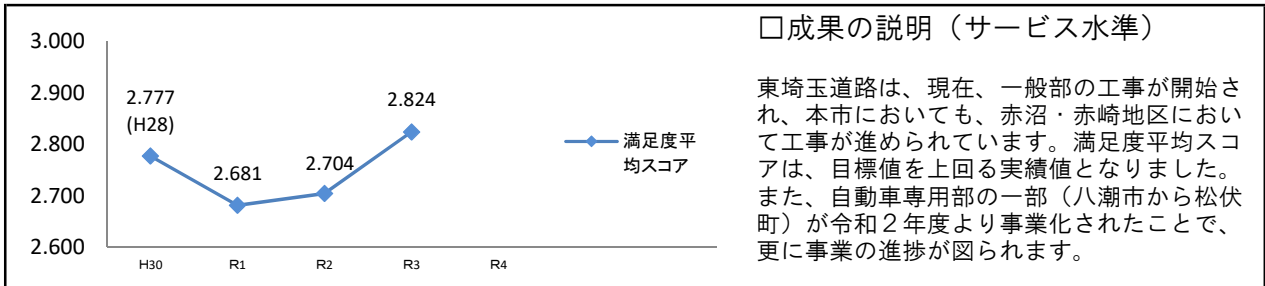 3.000
2.900
2.800
2.700
2.600
2.777
(H28)
2.681
2.704
2.824
H30
R1
R2
R3
R4
満足度平
均スコア
□成果の説明（サービス水準）
東埼玉道路は、現在、一般部の工事が開始さ
れ、本市においても、赤沼・赤崎地区におい
て工事が進められています。満足度平均スコ
アは、目標値を上回る実績値となりました。
また、自動車専用部の一部（八潮市から松伏
町）が令和２年度より事業化されたことで、
更に事業の進捗が図られます。